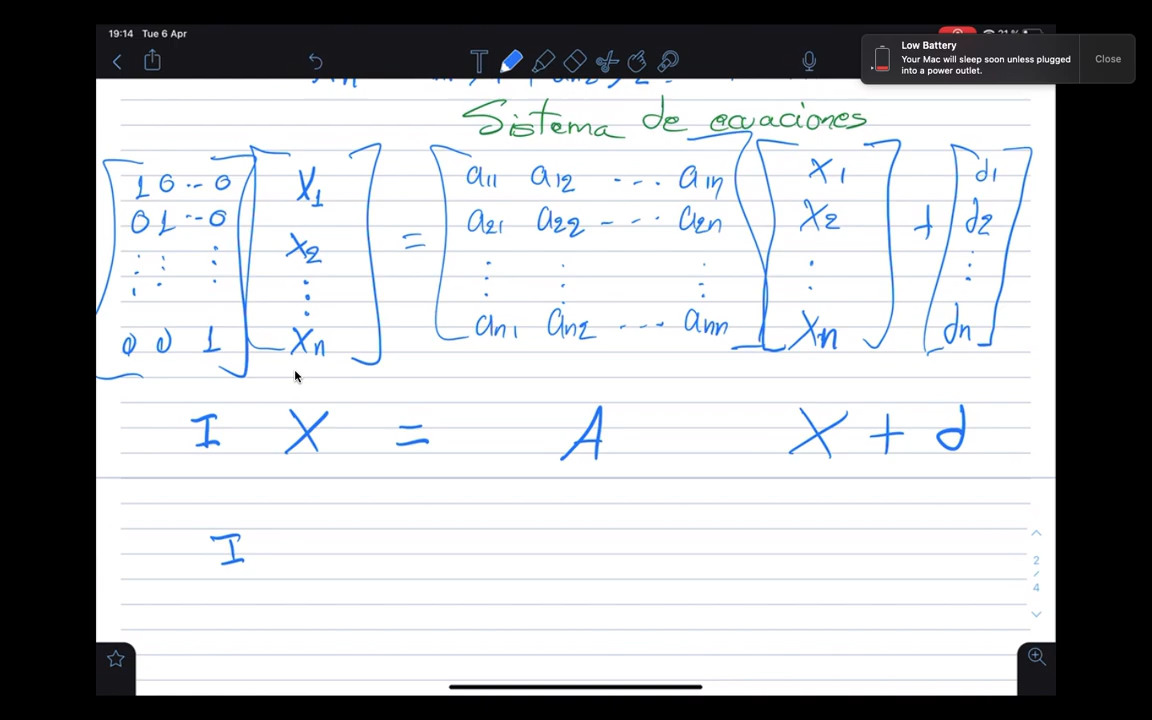 19:14 Tue 6 Apr
21 %
Low Battery
Your Mac will sleep soon unless plugged
into a power outlet.
Close
T
Sistema de ecuaciones
1 0 -- 0 X1 = a11 a12 --- a1n X1 d1
0 1 -- 0 X2 a21 a22 - -- a2n X2 + d2
⋮ ⋮ ⋮ ⋮ ⋮ ⋮ ⋮ ⋮ ⋮
0 0 1 Xn an1 an2 --- ann Xn dn
I X = A X + d
I
2
/
4